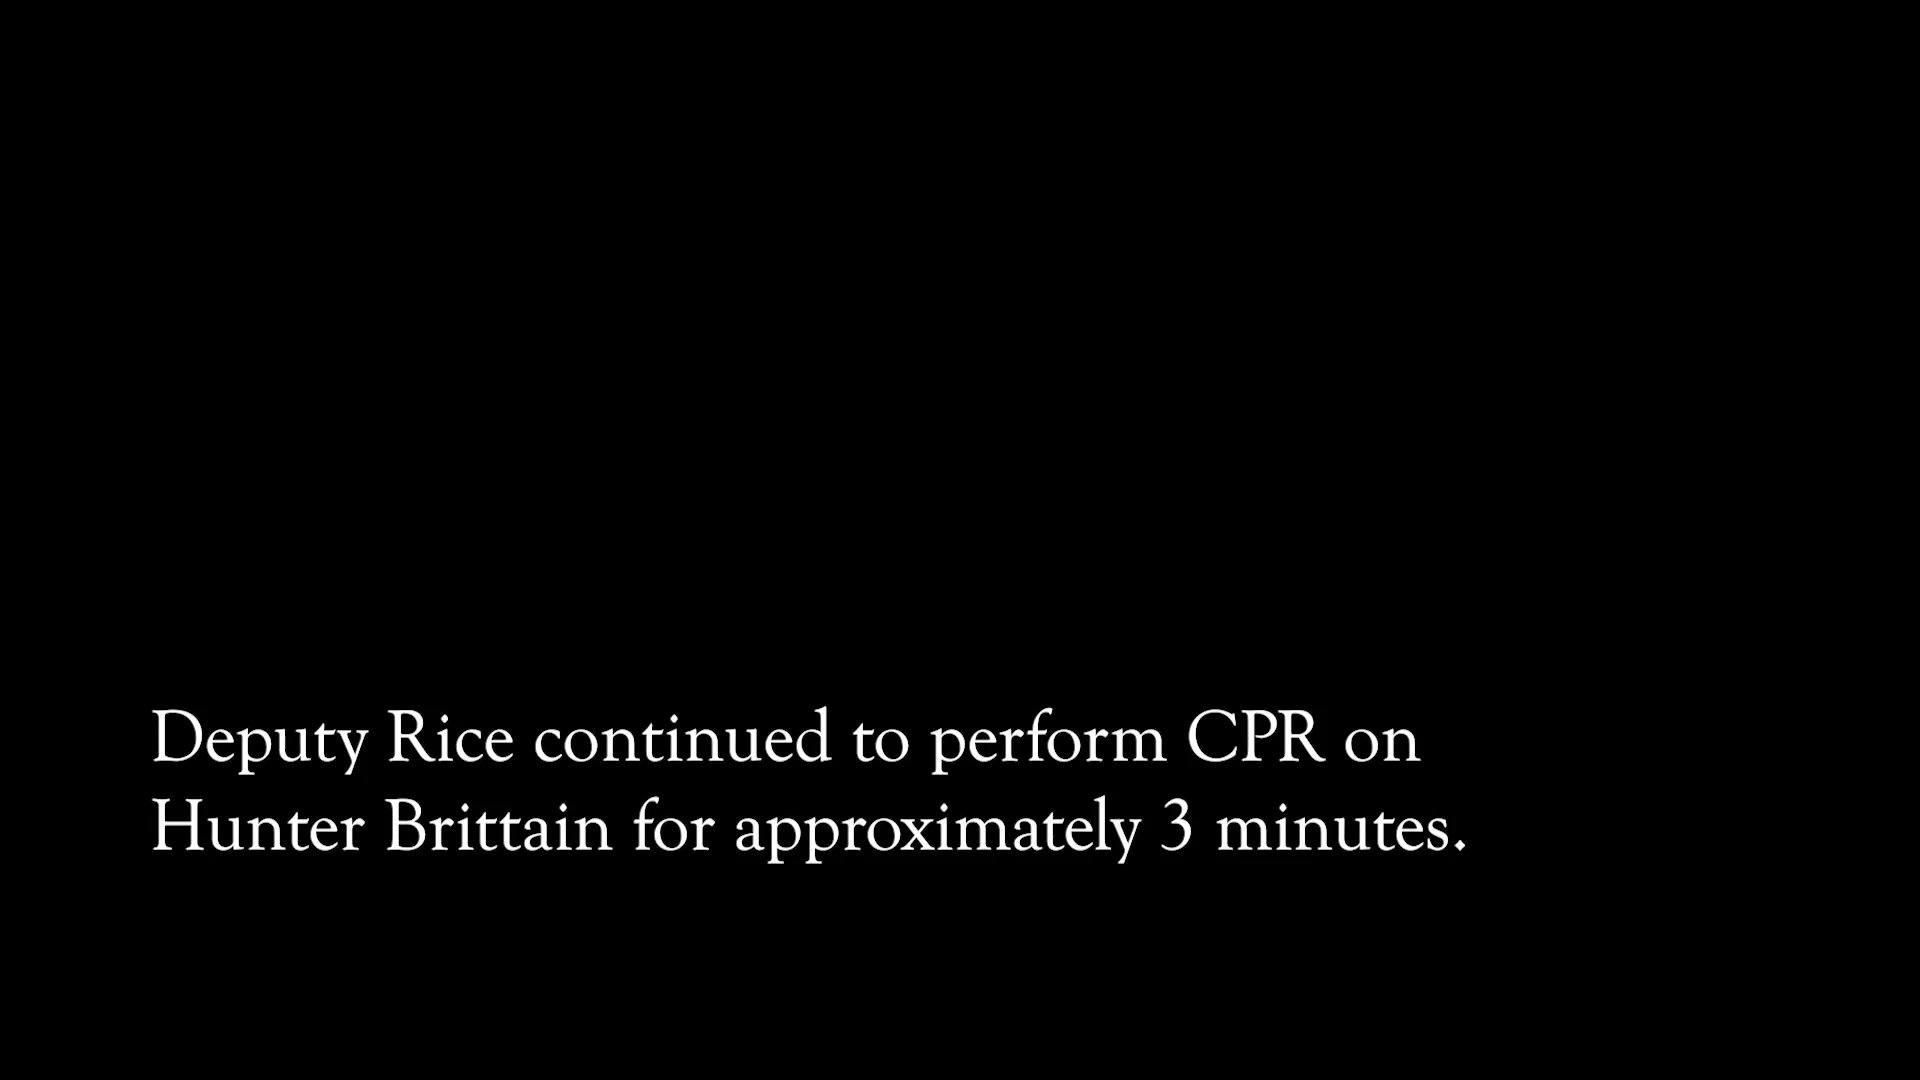 Deputy Rice continued to perform CPR on
Hunter Brittain for approximately 3 minutes.